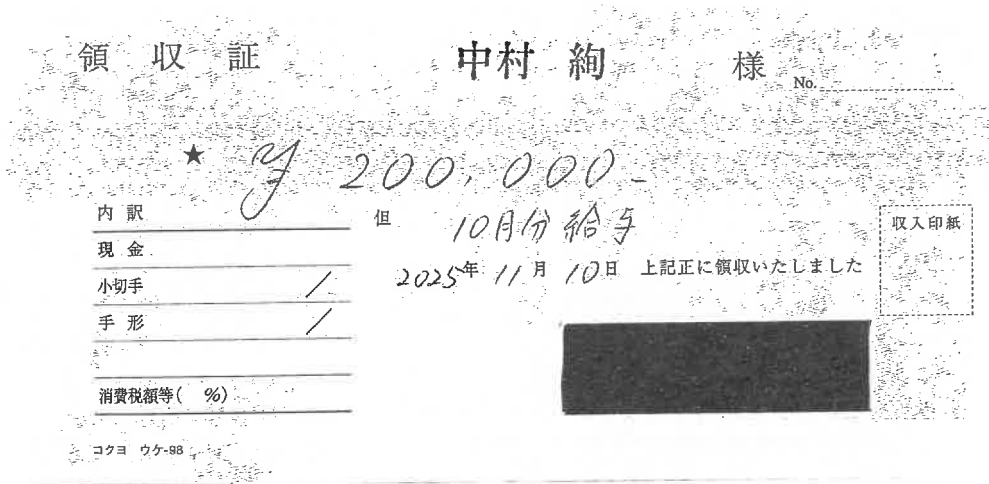 領収証 中村 絢 様 No.
★ ¥ 200,000-
内訳
但 10月分給与
収入印紙
現金
小切手 /
2025年 11月 10日 上記正に領収いたしました
手形 /
消費税額等( %)
コクヨ ウケ-98